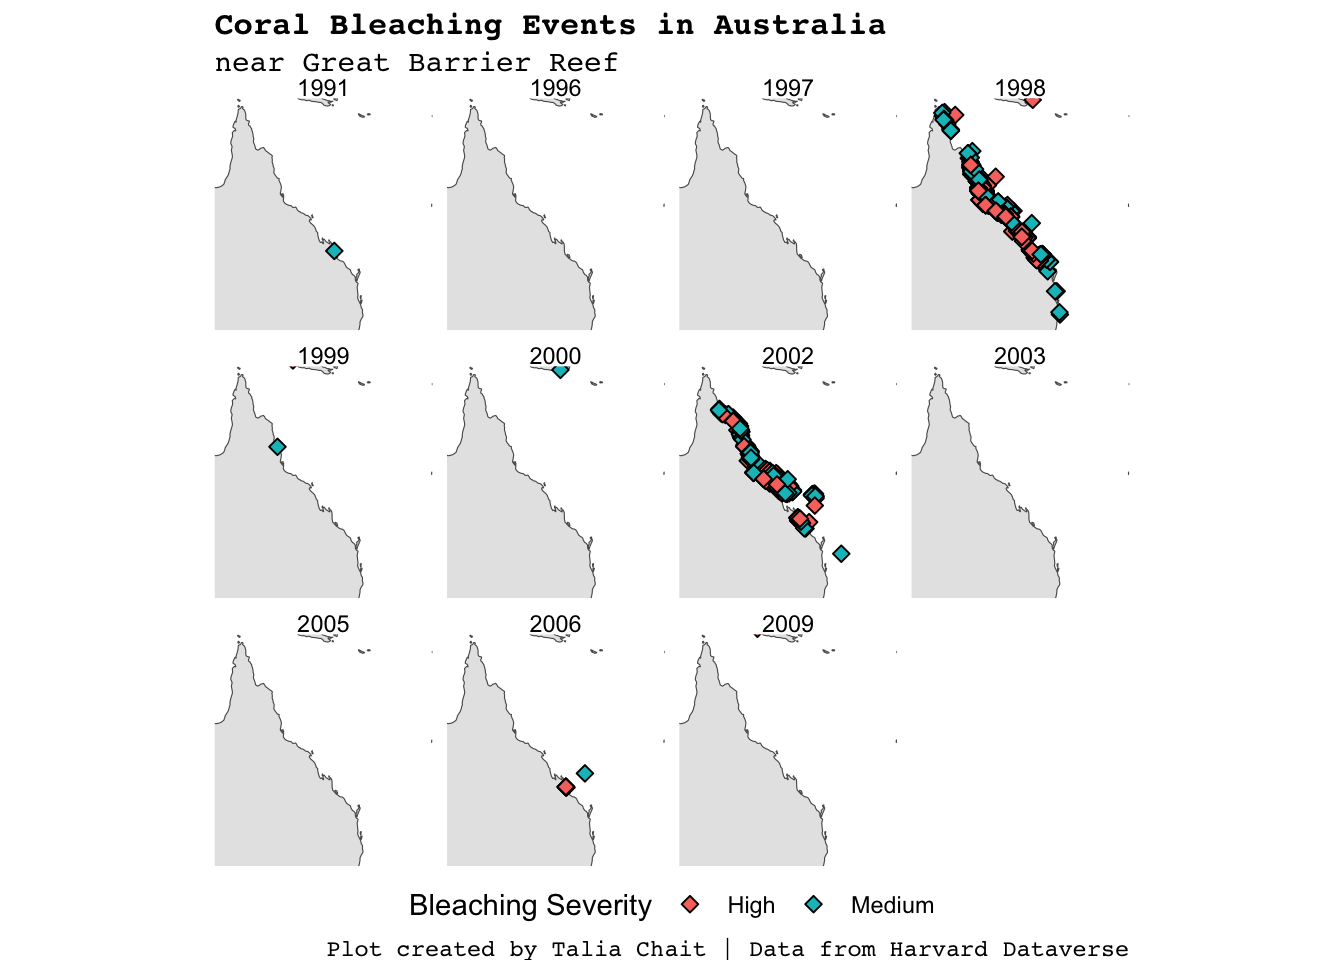 Coral Bleaching Events in Australia
near Great Barrier Reef
1991 1996 1997 1998
1999 2000 2002 2003
2005 2006 2009
Bleaching Severity High Medium
Plot created by Talia Chait | Data from Harvard Dataverse